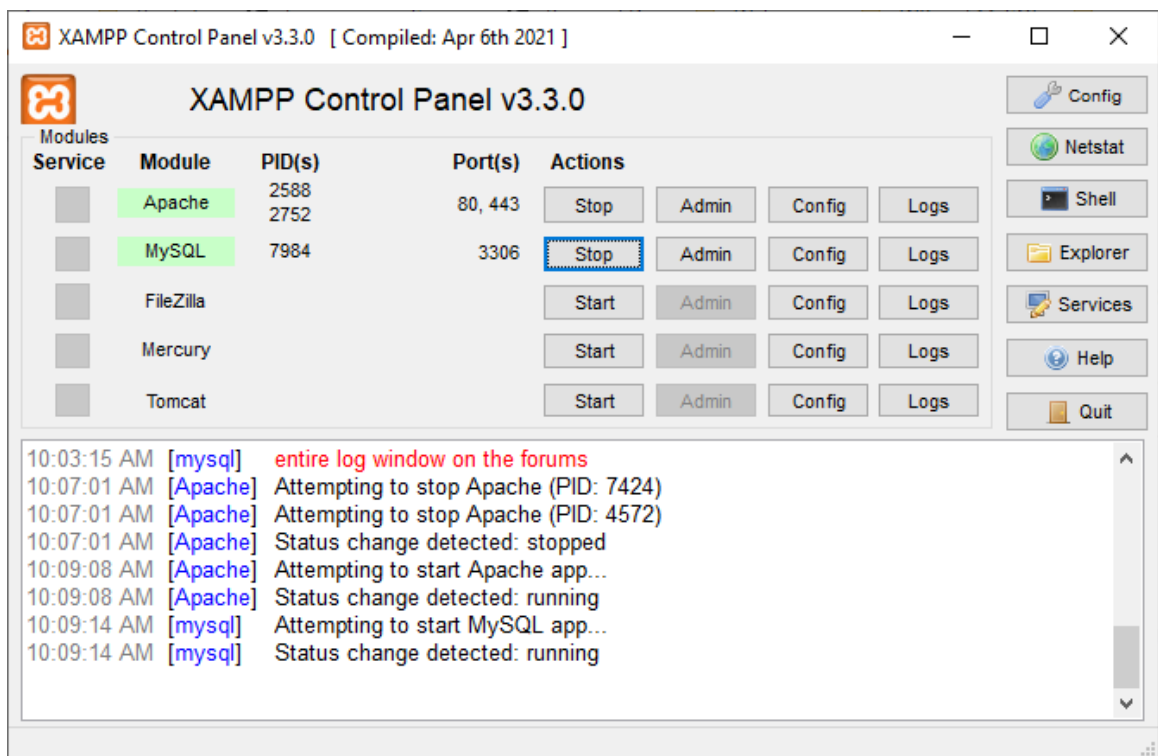 XAMPP Control Panel v3.3.0 [ Compiled: Apr 6th 2021 ]
XAMPP Control Panel v3.3.0
Config
Modules
Netstat
Service Module PID(s) Port(s) Actions
Apache 2588 2752 80, 443 Stop Admin Config Logs
Shell
MySQL 7984 3306 Stop Admin Config Logs
Explorer
FileZilla Start Admin Config Logs
Services
Mercury Start Admin Config Logs
Help
Tomcat Start Admin Config Logs
Quit
10:03:15 AM [mysql] entire log window on the forums
10:07:01 AM [Apache] Attempting to stop Apache (PID: 7424)
10:07:01 AM [Apache] Attempting to stop Apache (PID: 4572)
10:07:01 AM [Apache] Status change detected: stopped
10:09:08 AM [Apache] Attempting to start Apache app...
10:09:08 AM [Apache] Status change detected: running
10:09:14 AM [mysql] Attempting to start MySQL app...
10:09:14 AM [mysql] Status change detected: running